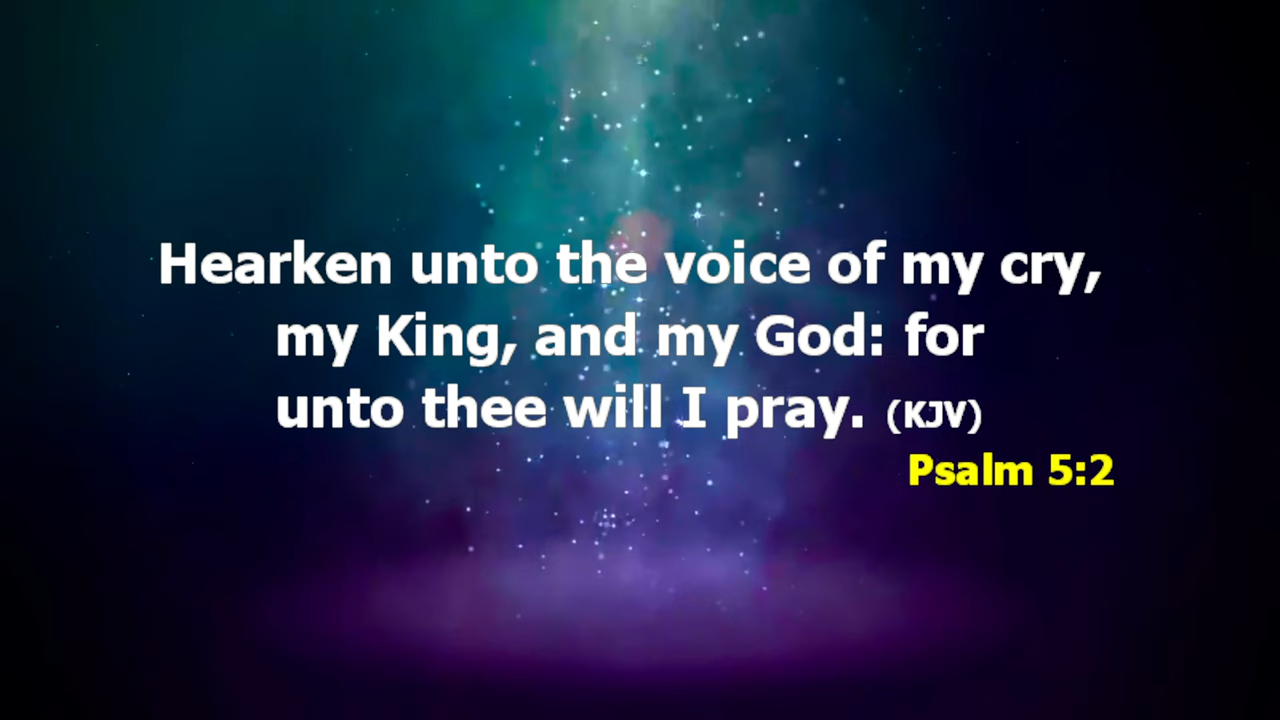 Hearken unto the voice of my cry,
my King, and my God: for
unto thee will I pray. (KJV)
Psalm 5:2